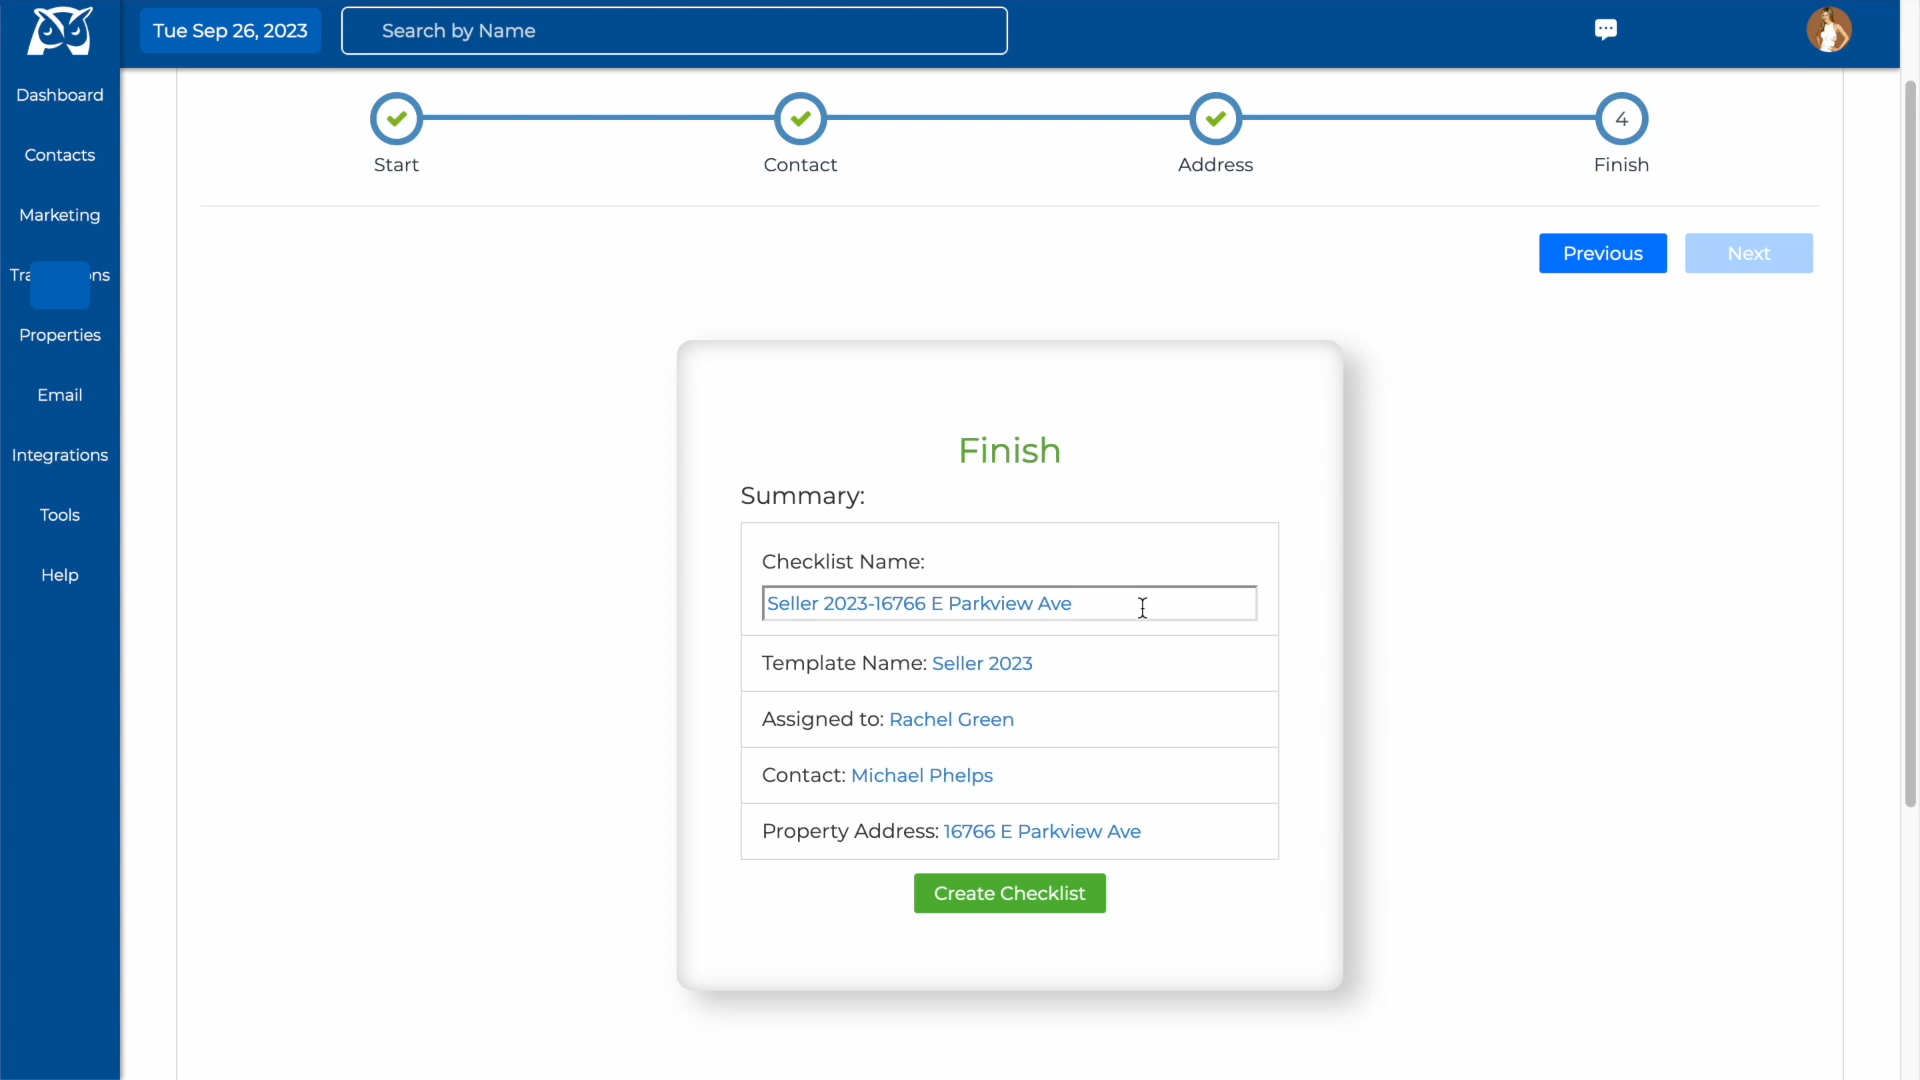 Tue Sep 26, 2023
Search by Name
Dashboard
Contacts
Marketing
Properties
Email
Integrations
Tools
Help
Start
Contact
Address
4
Finish
Previous
Next
Finish
Summary:
Checklist Name:
Seller 2023-16766 E Parkview Ave
Template Name: Seller 2023
Assigned to: Rachel Green
Contact: Michael Phelps
Property Address: 16766 E Parkview Ave
Create Checklist